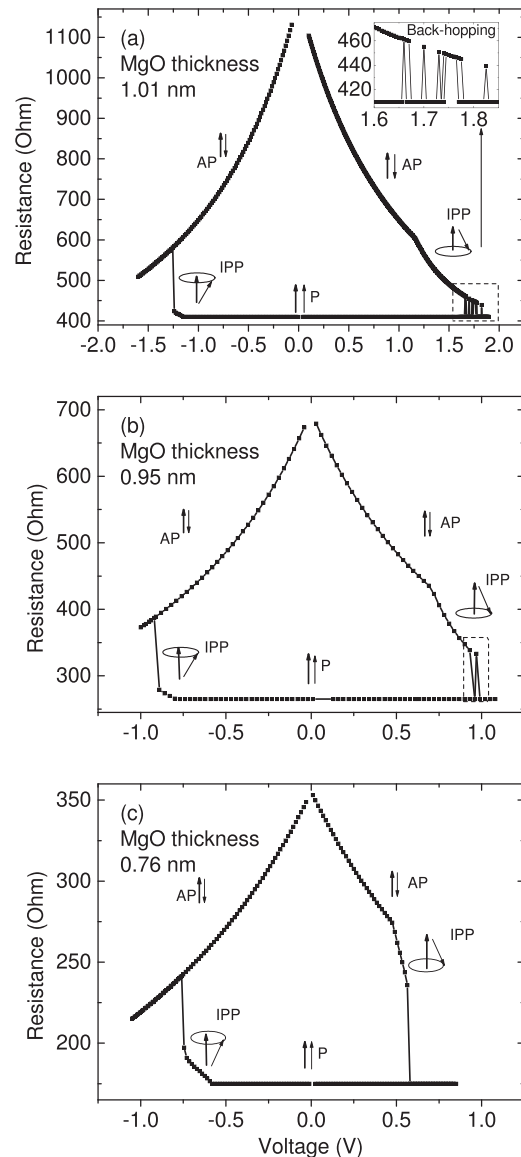 (a)
MgO thickness
1.01 nm
Back-hopping
460
440
420
1.6 1.7 1.8
AP
AP
IPP
IPP
P
Resistance (Ohm)
1100
1000
900
800
700
600
500
400
-2.0 -1.5 -1.0 -0.5 0.0 0.5 1.0 1.5 2.0
(b)
MgO thickness
0.95 nm
AP
AP
IPP
IPP
P
Resistance (Ohm)
700
600
500
400
300
-1.0 -0.5 0.0 0.5 1.0
(c)
MgO thickness
0.76 nm
AP
AP
IPP
IPP
P
Resistance (Ohm)
350
300
250
200
-1.0 -0.5 0.0 0.5 1.0
Voltage (V)